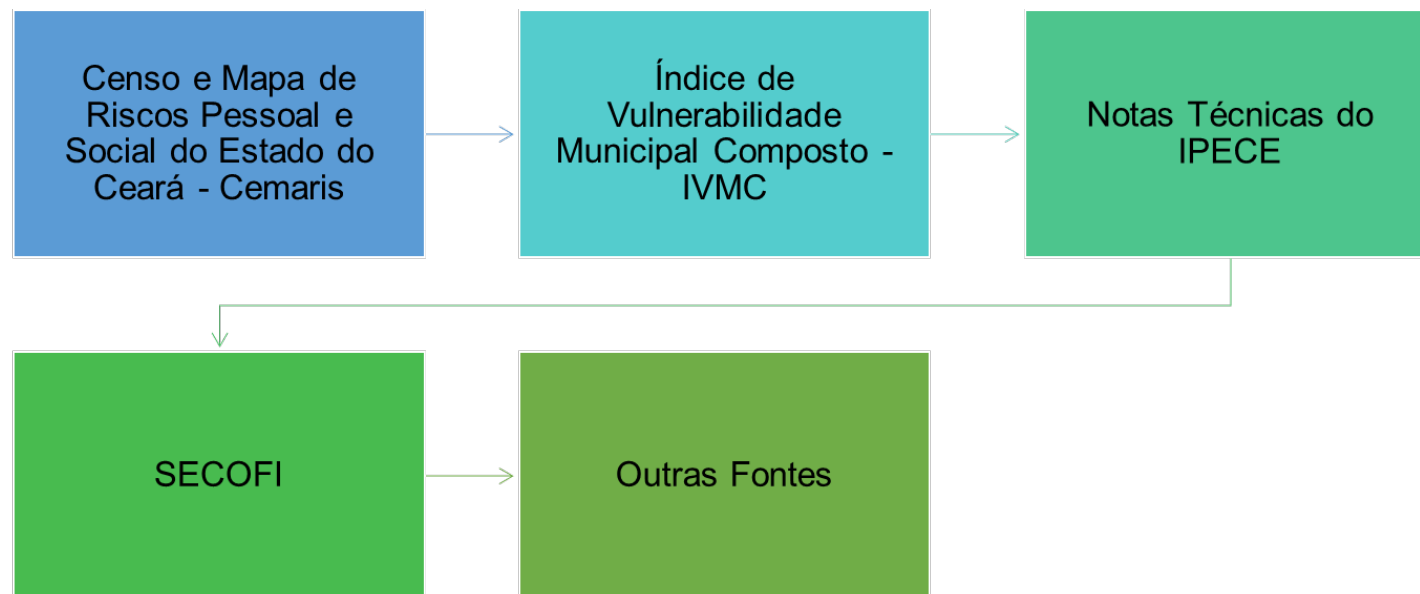 Censo e Mapa de
Riscos Pessoal e
Social do Estado do
Ceará - Cemaris
Índice de
Vulnerabilidade
Municipal Composto -
IVMC
Notas Técnicas do
IPECE
SECOFI
Outras Fontes